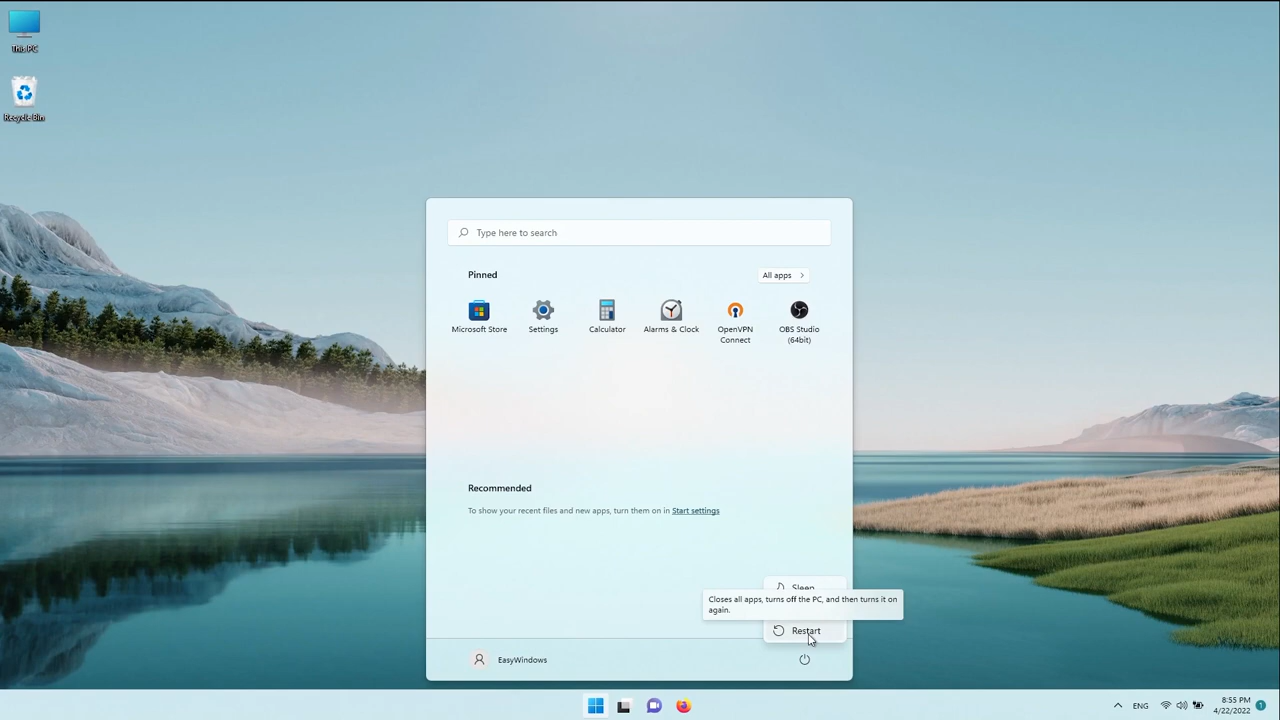 This PC
Recycle Bin
Type here to search
Pinned
All apps
Microsoft Store
Settings
Calculator
Alarms & Clock
OpenVPN
Connect
OBS Studio
(64bit)
Recommended
To show your recent files and new apps, turn them on in Start settings
Sleep
Closes all apps, turns off the PC, and then turns it on
again.
Restart
EasyWindows
ENG
8:55 PM
4/22/2022
1